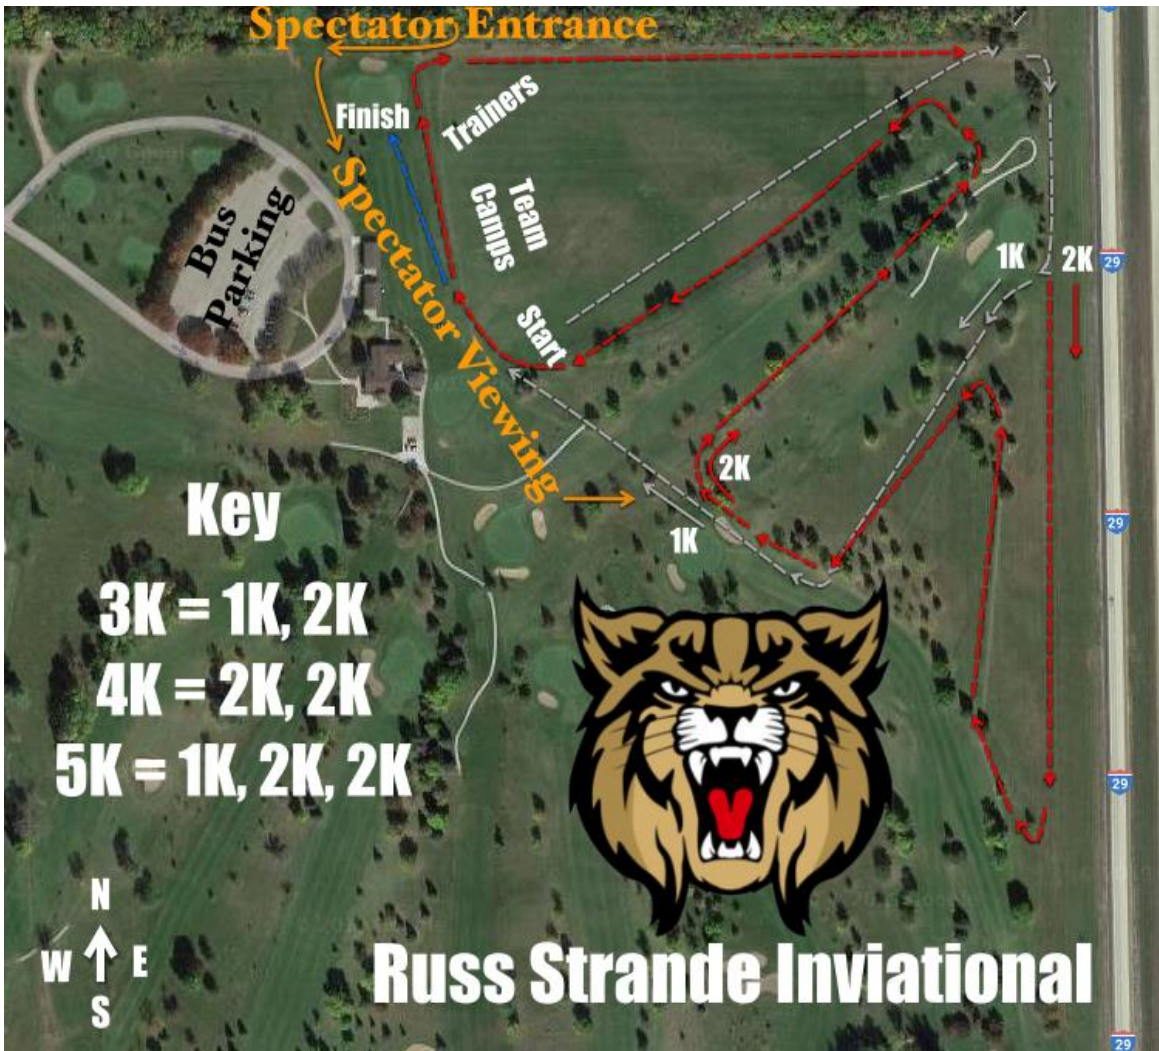 Spectator Entrance
Finish
Trainers
Team
Camps
Bus
Parking
Spectator Viewing
Start
1K
2K
29
2K
1K
29
Key
3K = 1K, 2K
4K = 2K, 2K
5K = 1K, 2K, 2K
29
N
W E
S
Russ Strande Inviational
29